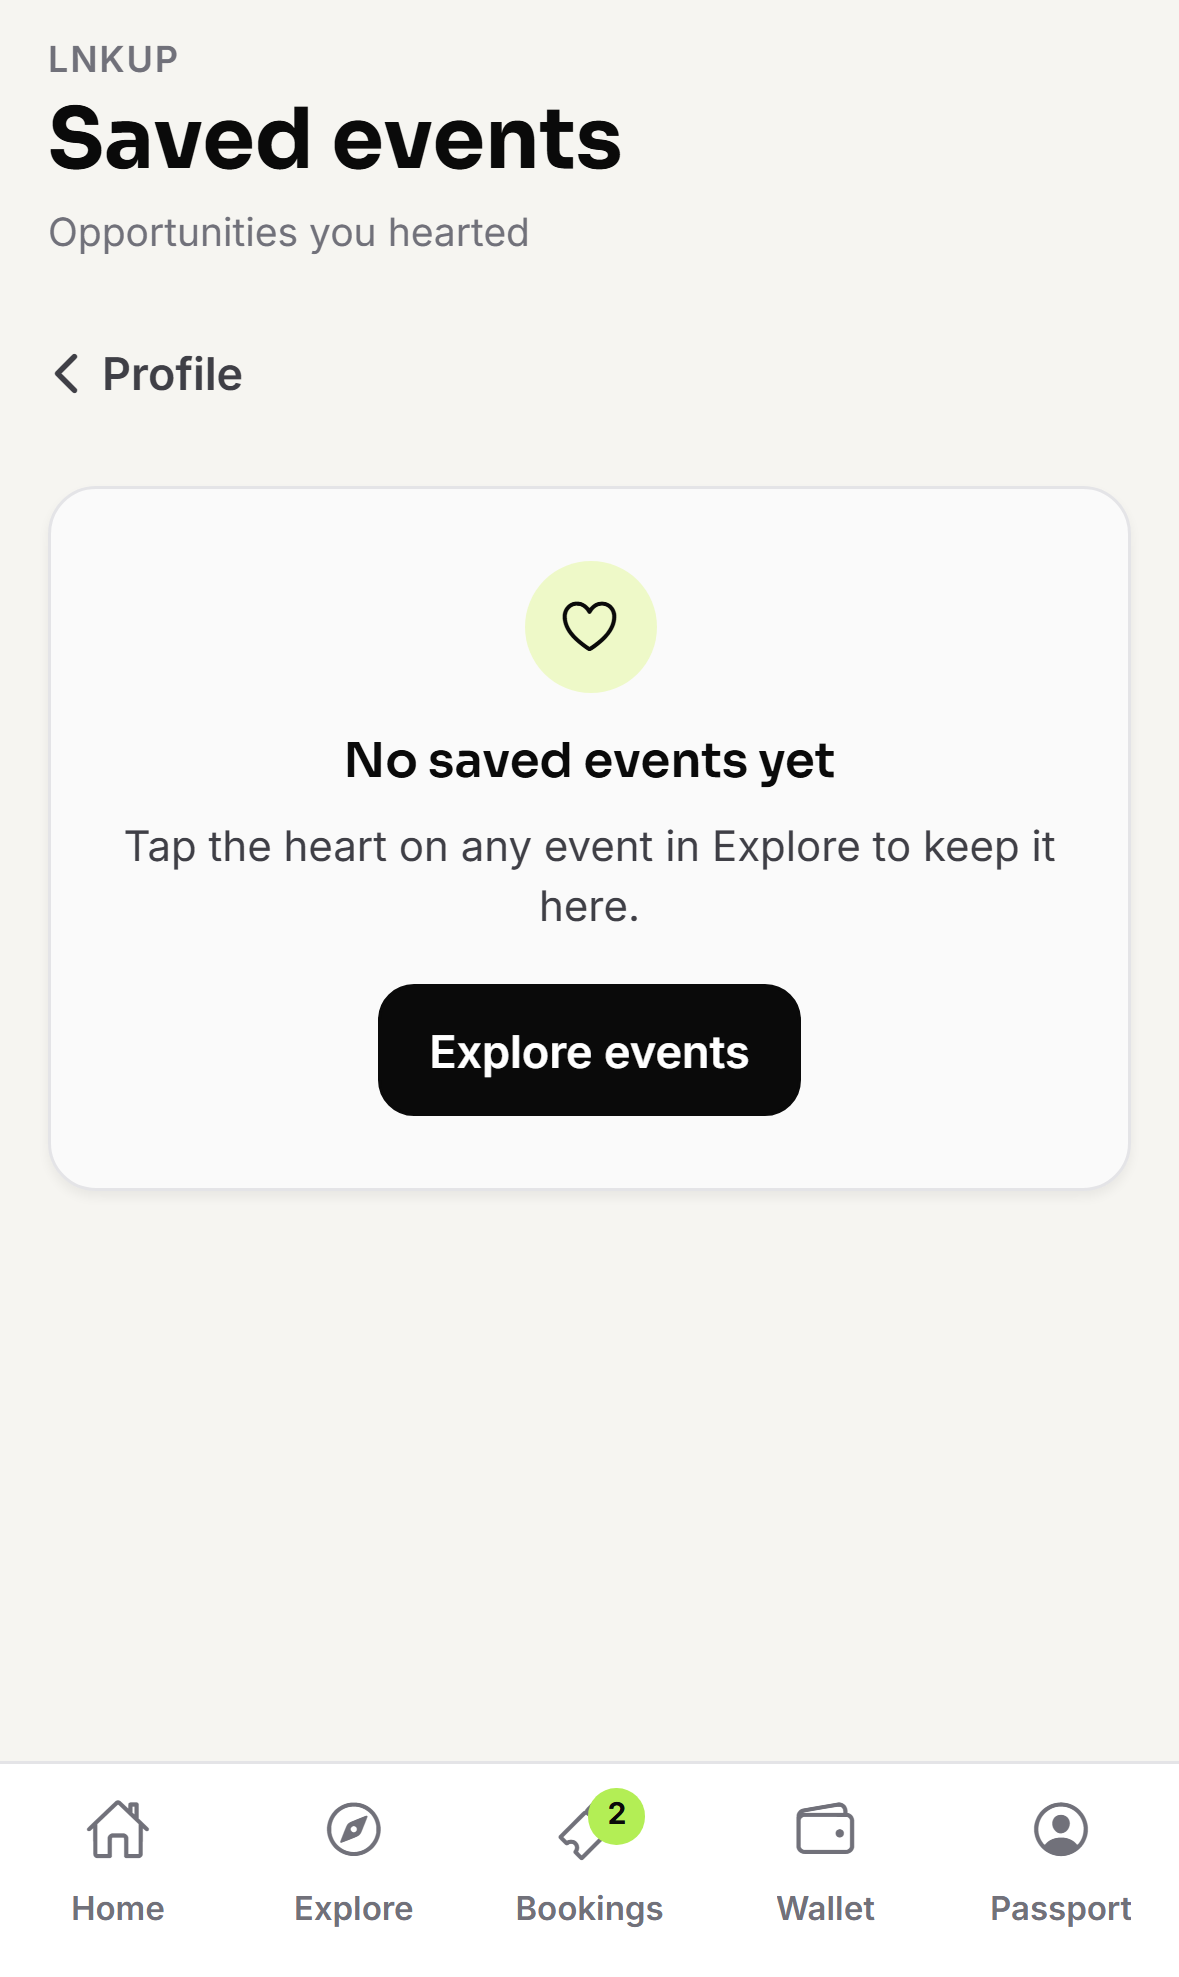 LNKUP
Saved events
Opportunities you hearted
Profile
No saved events yet
Tap the heart on any event in Explore to keep it
here.
Explore events
2
Home
Explore
Bookings
Wallet
Passport